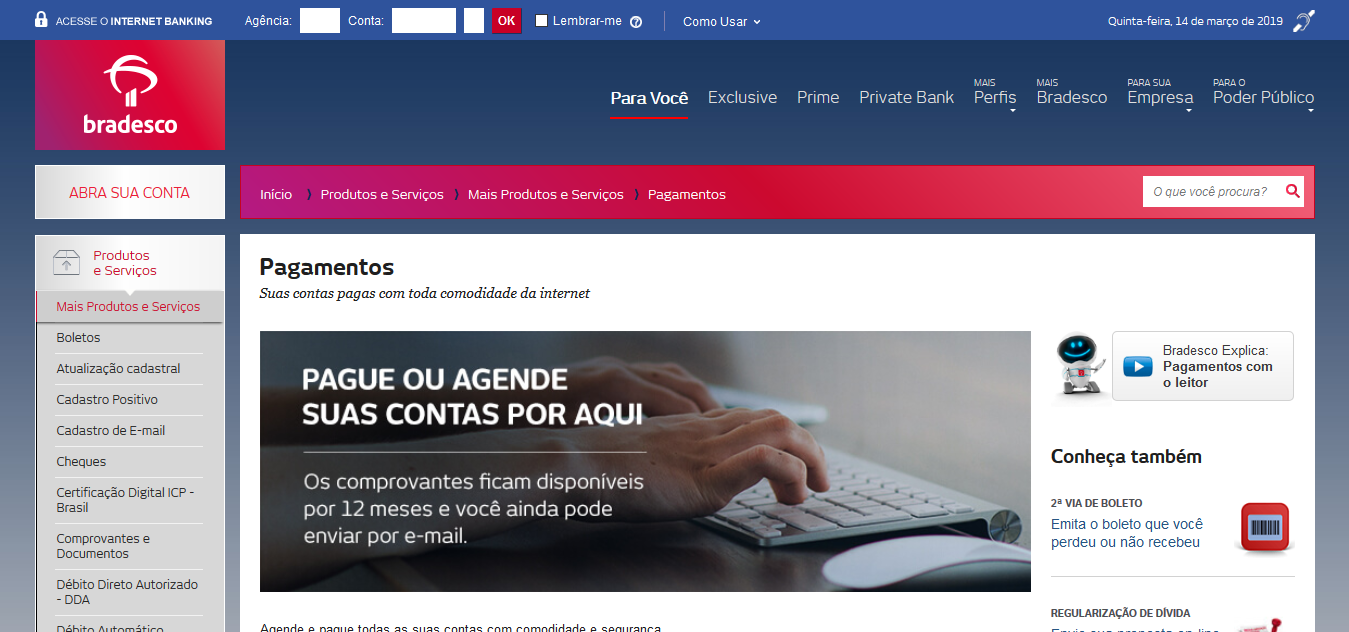 ACESSE O INTERNET BANKING
Agência:
Conta:
OK
Lembrar-me
?
Como Usar
Quinta-feira, 14 de março de 2019
bradesco
Para Você
Exclusive
Prime
Private Bank
MAIS
Perfis
MAIS
Bradesco
PARA SUA
Empresa
PARA O
Poder Público
ABRA SUA CONTA
Início
Produtos e Serviços
Mais Produtos e Serviços
Pagamentos
O que você procura?
Produtos
e Serviços
Mais Produtos e Serviços
Boletos
Atualização cadastral
Cadastro Positivo
Cadastro de E-mail
Cheques
Certificação Digital ICP -
Brasil
Comprovantes e
Documentos
Débito Direto Autorizado
- DDA
Débito Automático
Pagamentos
Suas contas pagas com toda comodidade da internet
PAGUE OU AGENDE
SUAS CONTAS POR AQUI
Os comprovantes ficam disponíveis
por 12 meses e você ainda pode
enviar por e-mail.
Agende e pague todas as suas contas com comodidade e segurança
Bradesco Explica:
Pagamentos com
o leitor
Conheça também
2ª VIA DE BOLETO
Emita o boleto que você
perdeu ou não recebeu
REGULARIZAÇÃO DE DÍVIDA
Envie sua proposta on-line